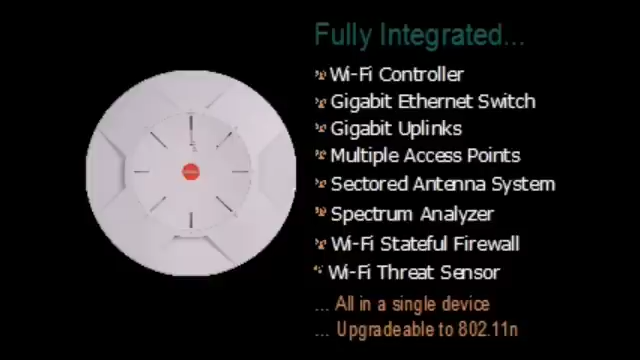 Fully Integrated...
Wi-Fi Controller
Gigabit Ethernet Switch
Gigabit Uplinks
Multiple Access Points
Sectored Antenna System
Spectrum Analyzer
Wi-Fi Stateful Firewall
Wi-Fi Threat Sensor
... All in a single device
... Upgradeable to 802.11n